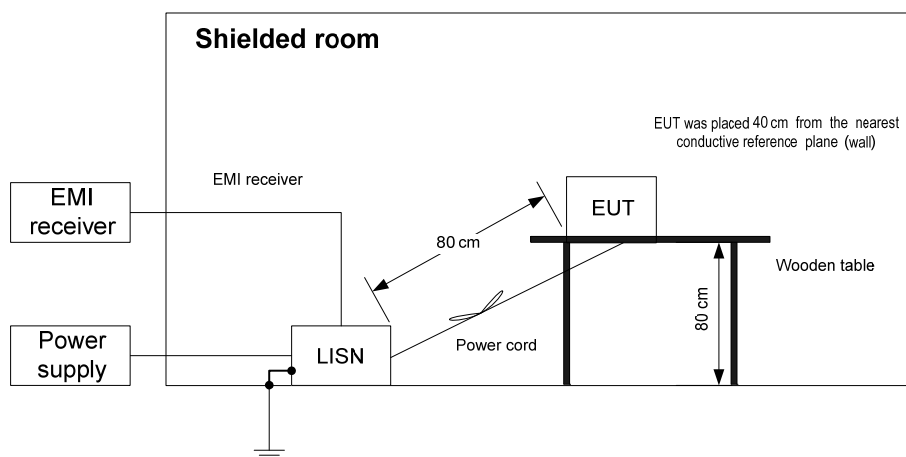 Shielded room
EUT was placed 40 cm from the nearest
conductive reference plane (wall)
EMI receiver
EMI
receiver
EUT
80 cm
Wooden table
80 cm
Power
supply
LISN
Power cord